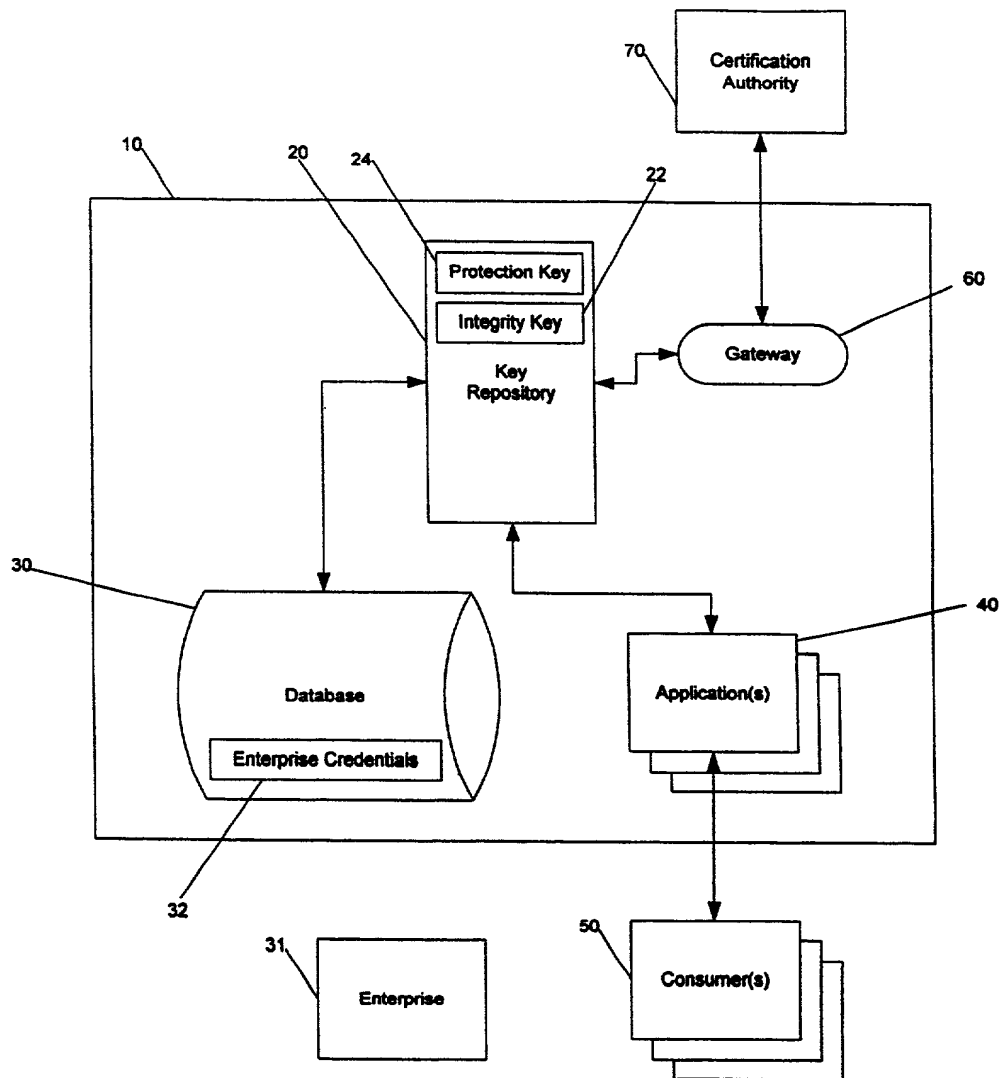 70
Certification
Authority
10
20
24
22
Protection Key
Integrity Key
Key
Repository
60
Gateway
30
Database
Enterprise Credentials
40
Application(s)
32
31
Enterprise
50
Consumer(s)